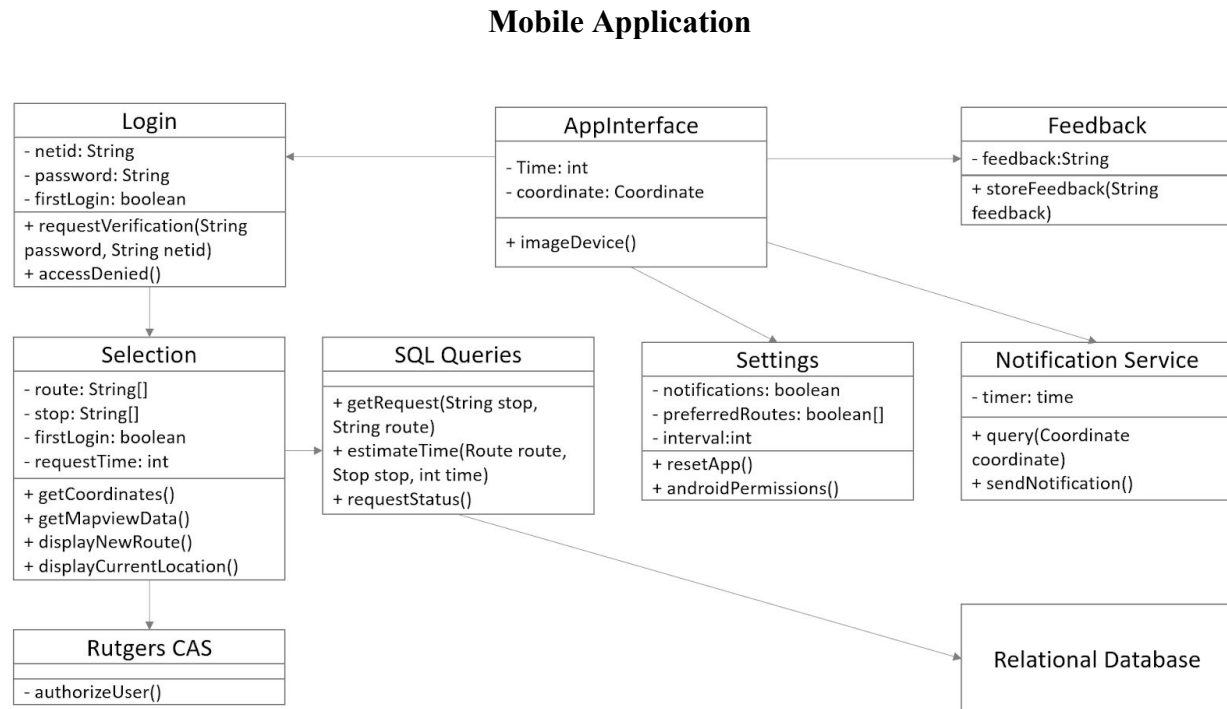 Mobile Application
Login
- netid: String
- password: String
- firstLogin: boolean
+ requestVerification(String
password, String netid)
+ accessDenied()
AppInterface
- Time: int
- coordinate: Coordinate
+ imageDevice()
Feedback
- feedback:String
+ storeFeedback(String
feedback)
Selection
- route: String[]
- stop: String[]
- firstLogin: boolean
- requestTime: int
+ getCoordinates()
+ getMapviewData()
+ displayNewRoute()
+ displayCurrentLocation()
SQL Queries
+ getRequest(String stop,
String route)
+ estimateTime(Route route,
Stop stop, int time)
+ requestStatus()
Settings
- notifications: boolean
- preferredRoutes: boolean[]
- interval:int
+ resetApp()
+ androidPermissions()
Notification Service
- timer: time
+ query(Coordinate
coordinate)
+ sendNotification()
Rutgers CAS
- authorizeUser()
Relational Database